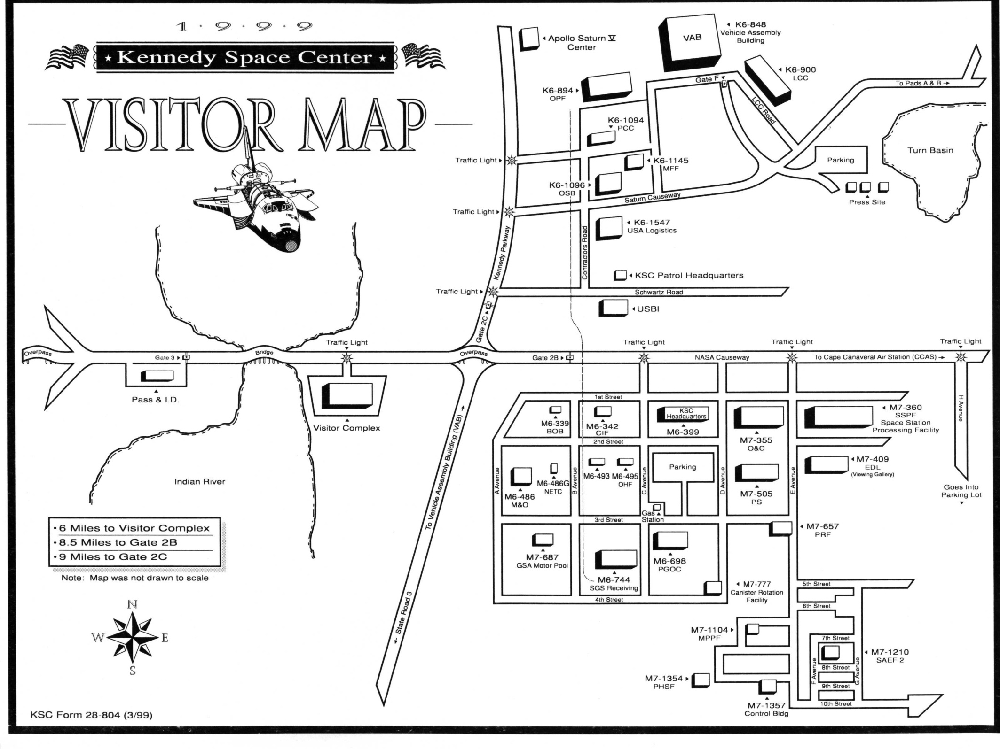 1 · 9 · 9 · 9
Kennedy Space Center
VISITOR MAP
USA
Apollo Saturn V
Center
VAB
K6-848
Vehicle Assembly
Building
K6-900
LCC
K6-894
OPF
Gate F
LCC Road
To Pads A & B
K6-1094
PCC
Turn Basin
Parking
Traffic Light
K6-1145
MFF
K6-1096
OSB
Saturn Causeway
Press Site
Traffic Light
K6-1547
USA Logistics
Kennedy Parkway
Contractors Road
KSC Patrol Headquarters
Traffic Light
Schwartz Road
USBI
Gate 2C
Overpass
Gate 3
Bridge
Traffic Light
Overpass
Gate 2B
Traffic Light
NASA Causeway
Traffic Light
To Cape Canaveral Air Station (CCAS)
Traffic Light
Pass & I.D.
Visitor Complex
1st Street
H Avenue
M6-339
BOB
M6-342
CIF
KSC
Headquarters
M6-399
M7-355
O&C
M7-360
SSPF
Space Station
Processing Facility
2nd Street
To Vehicle Assembly Building (VAB)
A Avenue
B Avenue
C Avenue
D Avenue
E Avenue
M6-486
M&O
M6-486G
NETC
M6-493
M6-495
OHF
Parking
M7-505
PS
M7-409
EDL
(Viewing Gallery)
Goes Into
Parking Lot
Indian River
Gas
Station
3rd Street
M7-657
PRF
M7-687
GSA Motor Pool
M6-744
SGS Receiving
M6-698
PGOC
M7-777
Canister Rotation
Facility
4th Street
5th Street
6th Street
State Road 3
• 6 Miles to Visitor Complex
• 8.5 Miles to Gate 2B
• 9 Miles to Gate 2C
Note: Map was not drawn to scale
N
W
E
S
M7-1104
MPPF
7th Street
M7-1210
SAEF 2
8th Street
F Avenue
G Avenue
9th Street
10th Street
M7-1354
PHSF
M7-1357
Control Bldg
KSC Form 28-804 (3/99)